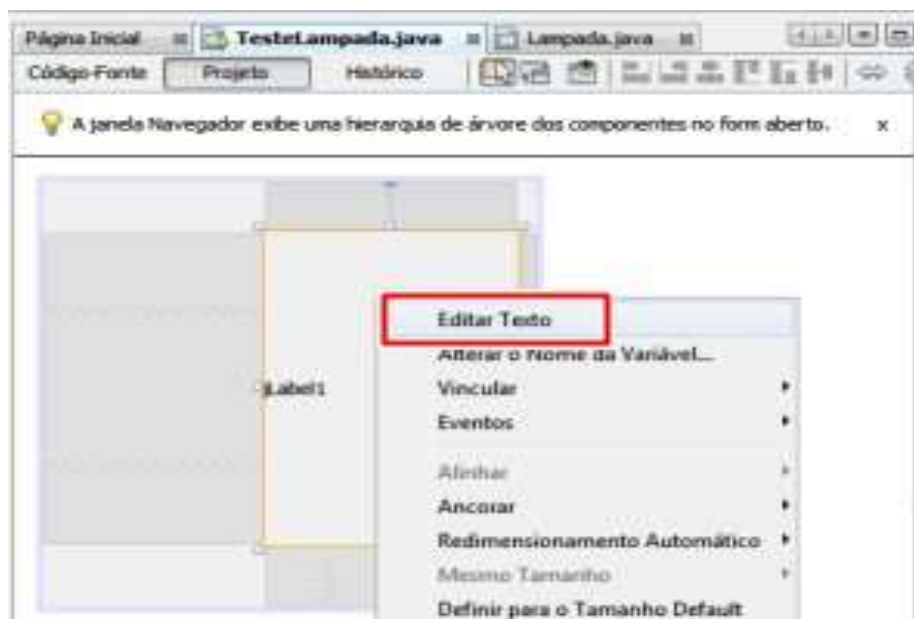 Página Inicial TesteLampada.java Lampada.java
Código-Fonte Projeto Histórico
A janela Navegador exibe uma hierarquia de árvore dos componentes no form aberto. x
Editar Texto
Alterar o Nome da Variável...
jLabel1
Vincular
Eventos
Alinhar
Ancorar
Redimensionamento Automático
Mesmo Tamanho
Definir para o Tamanho Default